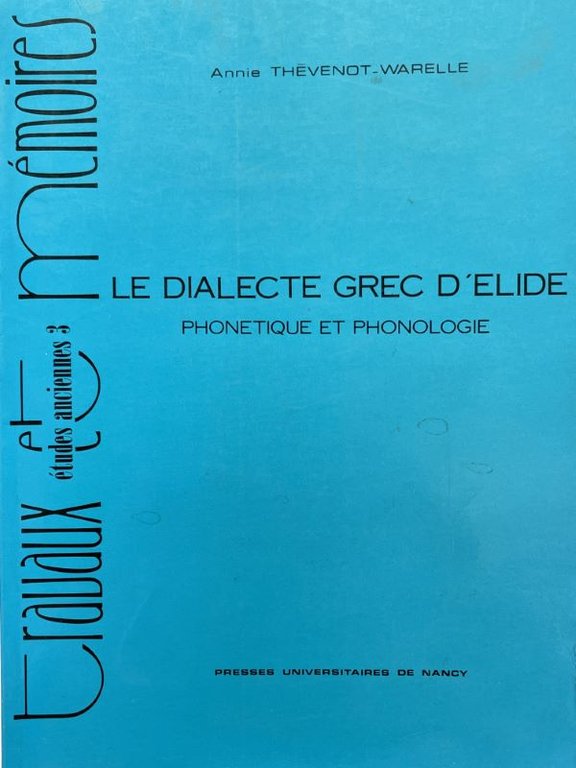 Annie THÉVENOT-WARELLE
LE DIALECTE GREC D'ELIDE
PHONETIQUE ET PHONOLOGIE
Travaux et Mémoires
études anciennes 3
PRESSES UNIVERSITAIRES DE NANCY